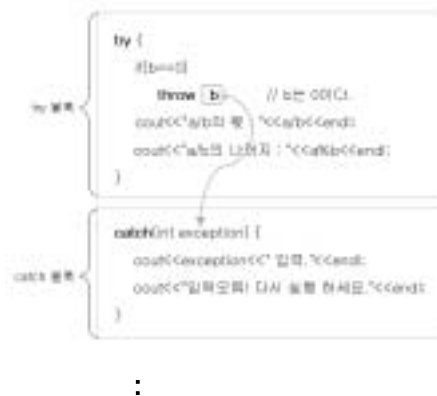 try {
if(b==0)
throw b; // b는 0이다.
cout<<"a/b의 몫 : "<<a/b<<endl;
cout<<"a/b의 나머지 : "<<a%b<<endl;
}
try 블록
catch(int exception) {
cout<<exception<<" 입력."<<endl;
cout<<"입력오류! 다시 실행 하세요."<<endl;
}
catch 블록